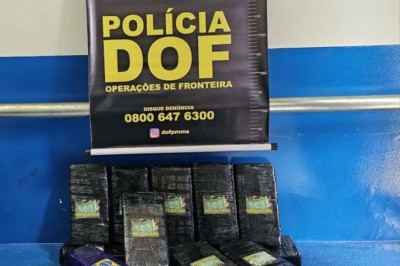 POLÍCIA
DOF
OPERAÇÕES DE FRONTEIRA
DISQUE DENÚNCIA
0800 647 6300
dofpmms